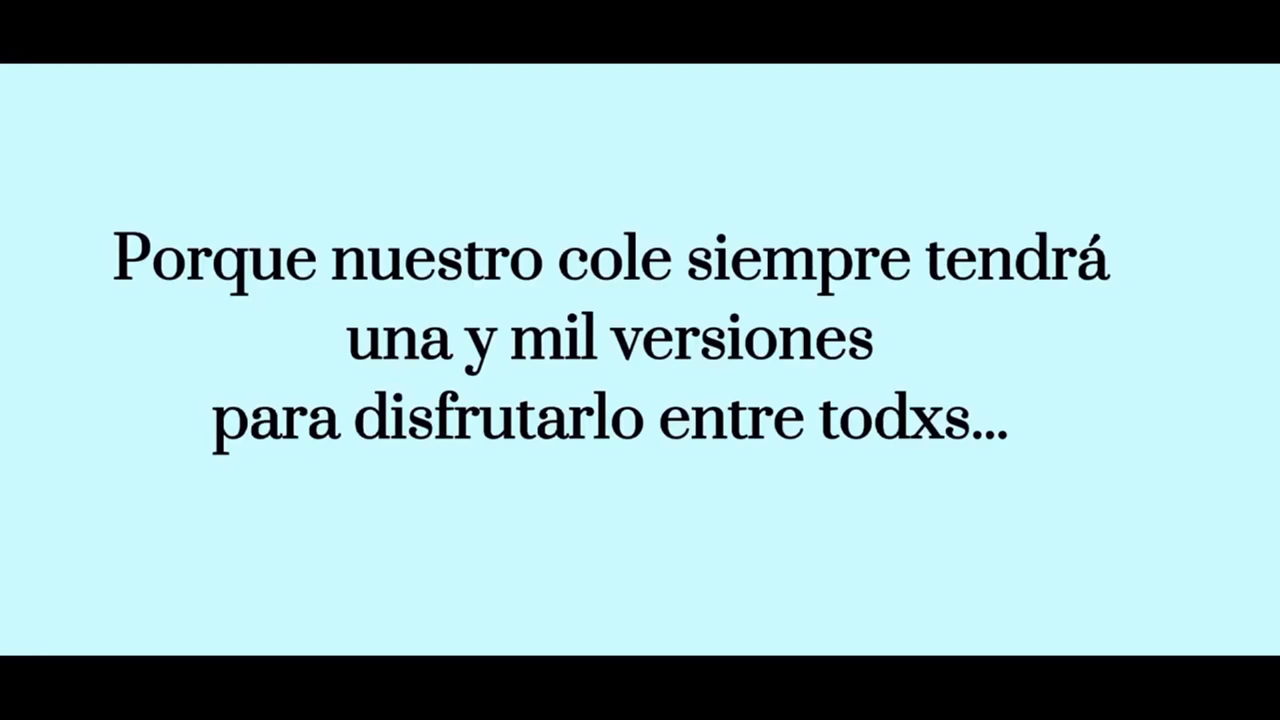 Porque nuestro cole siempre tendrá
una y mil versiones
para disfrutarlo entre todxs...